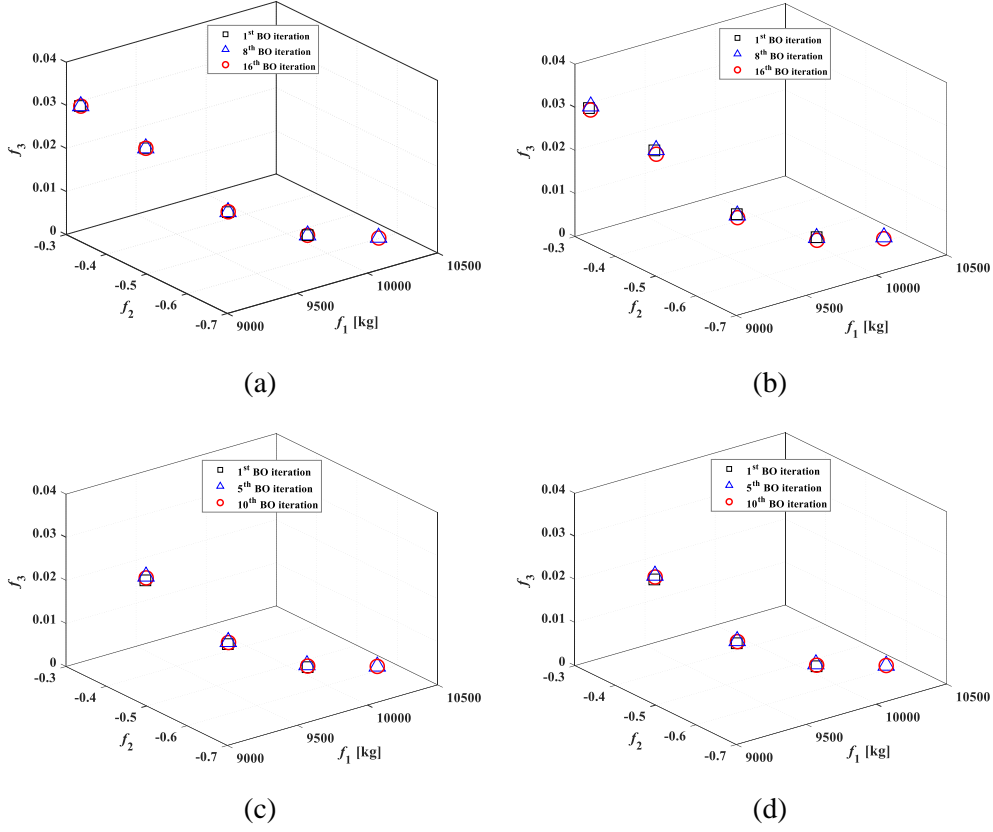 1st BO iteration
8th BO iteration
16th BO iteration
0.04
0.03
0.02
0.01
0
f3
-0.3
-0.4
-0.5
-0.6
-0.7
f2
9000
9500
10000
10500
f1 [kg]
(a)
1st BO iteration
8th BO iteration
16th BO iteration
0.04
0.03
0.02
0.01
0
f3
-0.3
-0.4
-0.5
-0.6
-0.7
f2
9000
9500
10000
10500
f1 [kg]
(b)
1st BO iteration
5th BO iteration
10th BO iteration
0.04
0.03
0.02
0.01
0
f3
-0.3
-0.4
-0.5
-0.6
-0.7
f2
9000
9500
10000
10500
f1 [kg]
(c)
1st BO iteration
5th BO iteration
10th BO iteration
0.04
0.03
0.02
0.01
0
f3
-0.3
-0.4
-0.5
-0.6
-0.7
f2
9000
9500
10000
10500
f1 [kg]
(d)